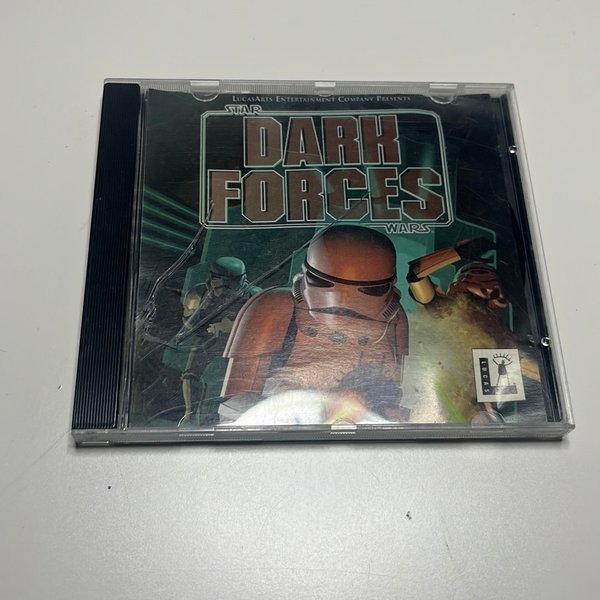 LUCASARTS ENTERTAINMENT COMPANY PRESENTS
STAR
DARK
FORCES
WARS
LUCAS